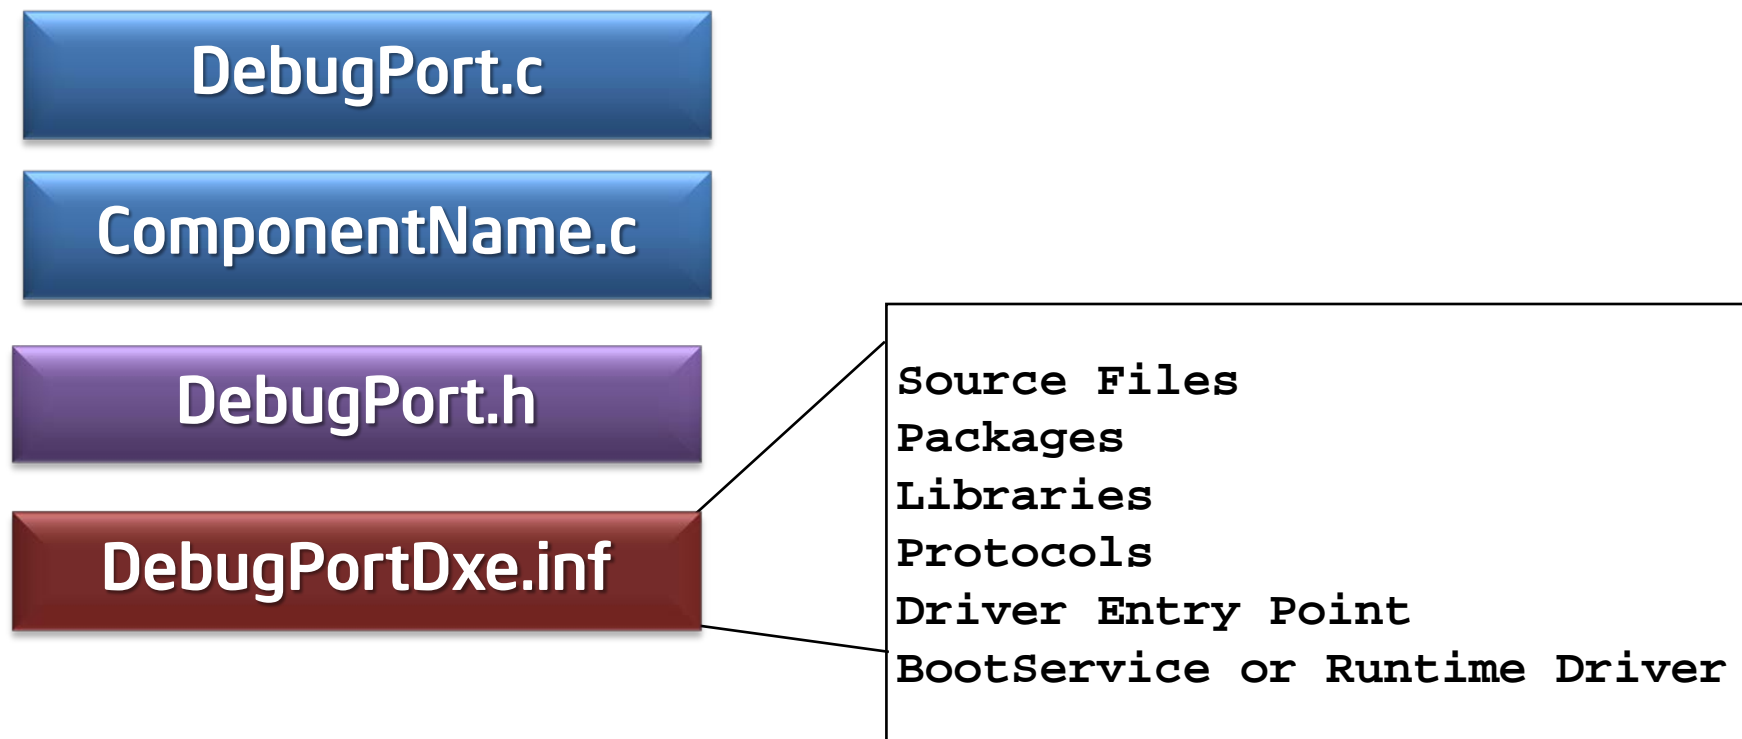 DebugPort.c
ComponentName.c
DebugPort.h
DebugPortDxe.inf
Source Files
Packages
Libraries
Protocols
Driver Entry Point
BootService or Runtime Driver